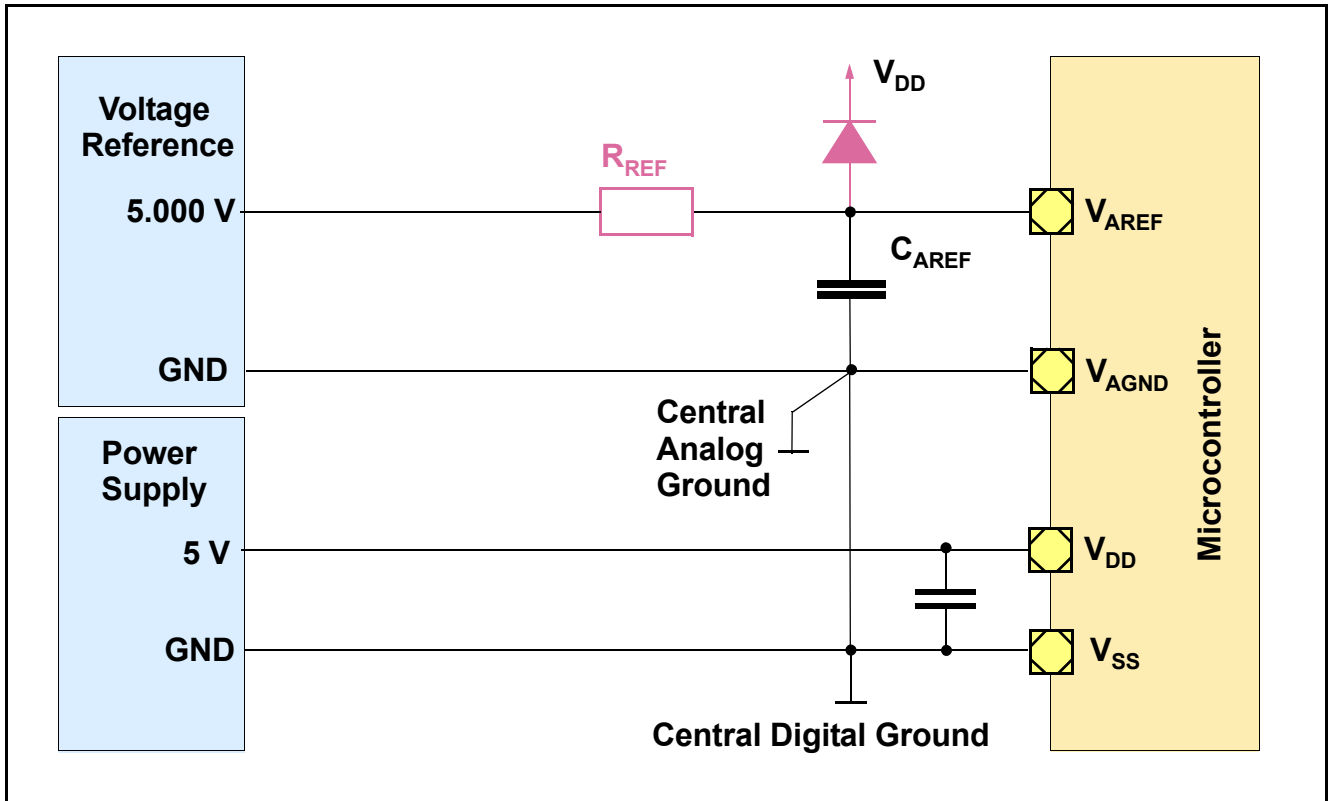 Voltage
Reference
5.000 V
GND
Power
Supply
5 V
GND
R_REF
V_DD
C_AREF
Central
Analog
Ground
Central Digital Ground
V_AREF
V_AGND
V_DD
V_SS
Microcontroller